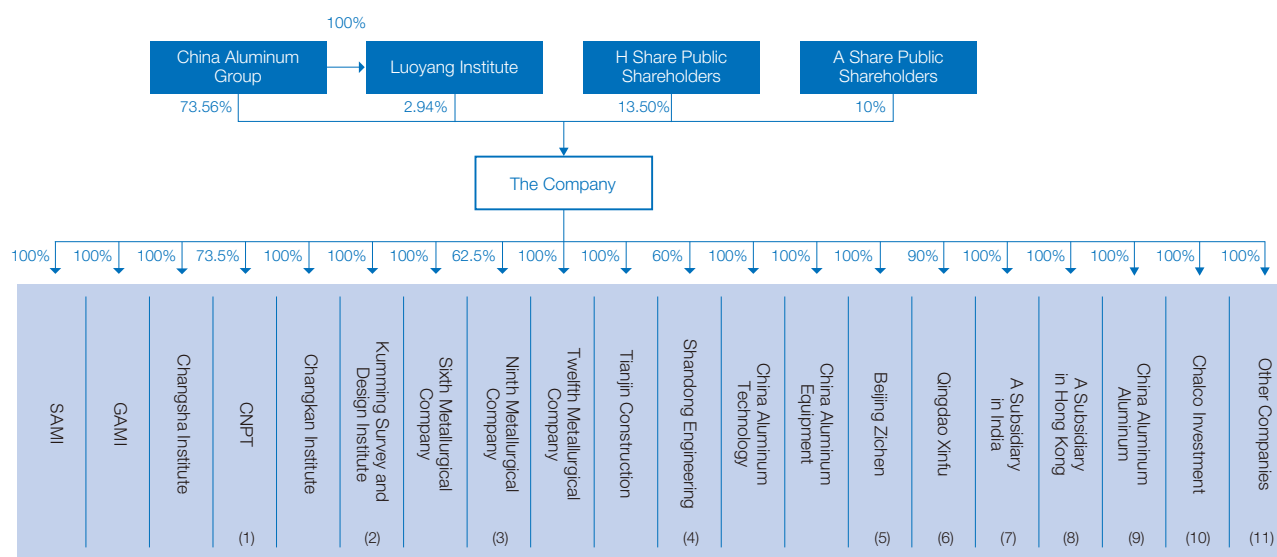 100%
China Aluminum
Group
Luoyang Institute
H Share Public
Shareholders
A Share Public
Shareholders
73.56%
2.94%
13.50%
10%
The Company
100%
100%
100%
73.5%
100%
100%
100%
62.5%
100%
100%
60%
100%
100%
100%
90%
100%
100%
100%
100%
100%
SAMI
GAMI
Changsha Institute
CNPT
(1)
Changkan Institute
Kumming Survey and
Design Institute
(2)
Sixth Metallurgical
Company
Ninth Metallurgical
Company
(3)
Twelfth Metallurgical
Company
Tianjin Construction
Shandong Engineering
(4)
China Aluminum
Technology
China Aluminum
Equipment
Beijing Zichen
(5)
Qingdao Xinfu
(6)
A Subsidiary
in India
(7)
A Subsidiary
in Hong Kong
(8)
China Aluminum
Aluminum
(9)
Chalco Investment
(10)
Other Companies
(11)